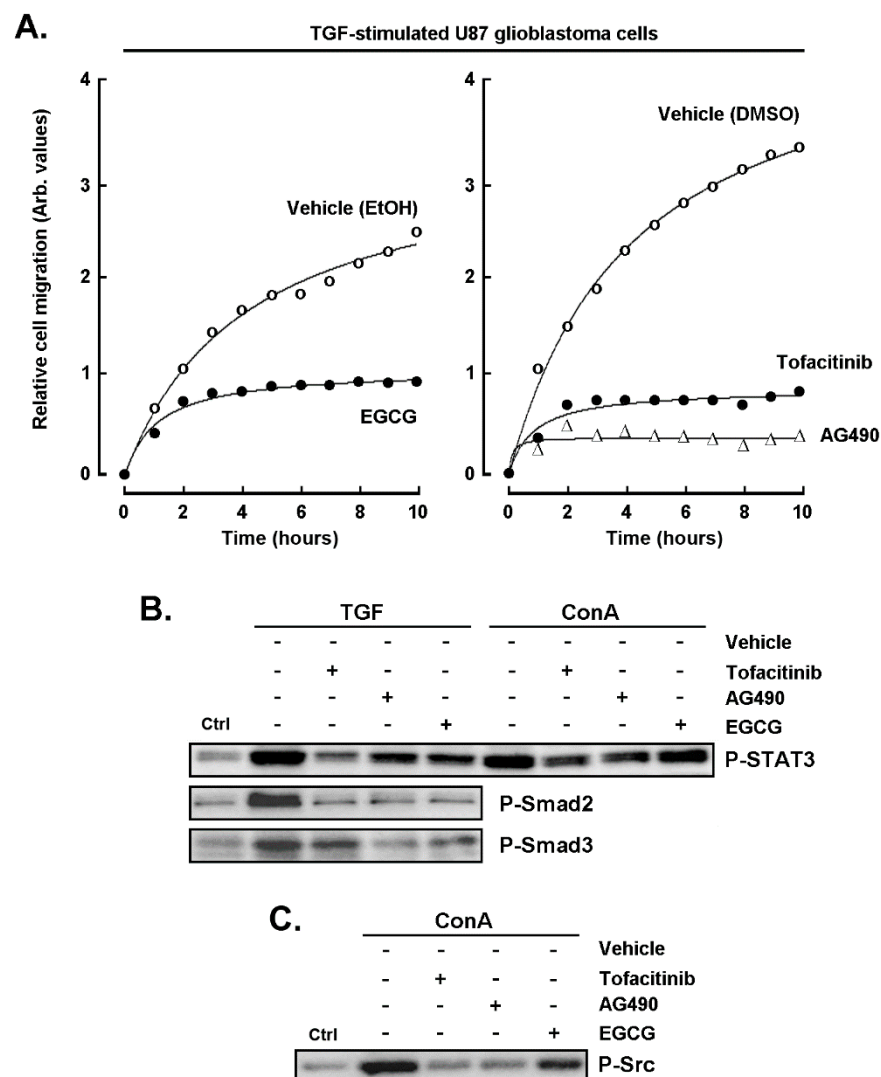 A.
TGF-stimulated U87 glioblastoma cells
Relative cell migration (Arb. values)
4
3
2
1
0
Vehicle (EtOH)
EGCG
0 2 4 6 8 10
Time (hours)
4
3
2
1
0
Vehicle (DMSO)
Tofacitinib
AG490
0 2 4 6 8 10
Time (hours)
B.
TGF ConA
- - - - - - - - Vehicle
- + - - - + - - Tofacitinib
- - + - - - + - AG490
Ctrl - - - + - - - + EGCG
P-STAT3
P-Smad2
P-Smad3
C.
ConA
- - - - Vehicle
- + - - Tofacitinib
- - + - AG490
Ctrl - - - + EGCG
P-Src